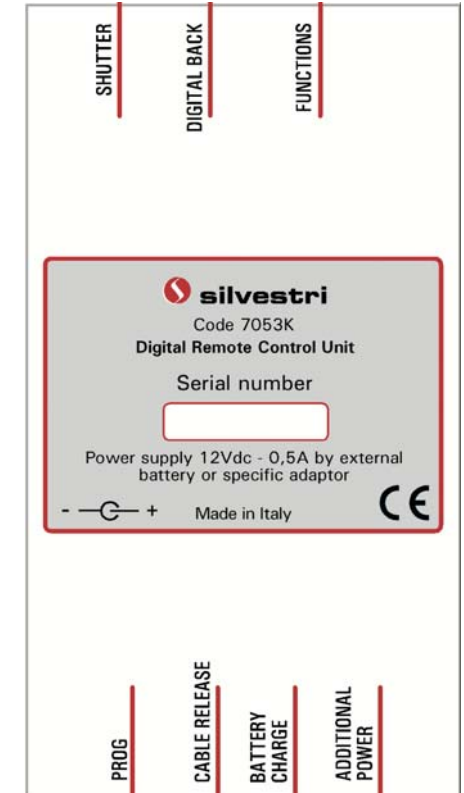 SHUTTER
DIGITAL BACK
FUNCTIONS
silvestri
Code 7053K
Digital Remote Control Unit
Serial number
Power supply 12Vdc - 0,5A by external
battery or specific adaptor
- +
Made in Italy
CE
PROG
CABLE RELEASE
BATTERY
CHARGE
ADDITIONAL
POWER